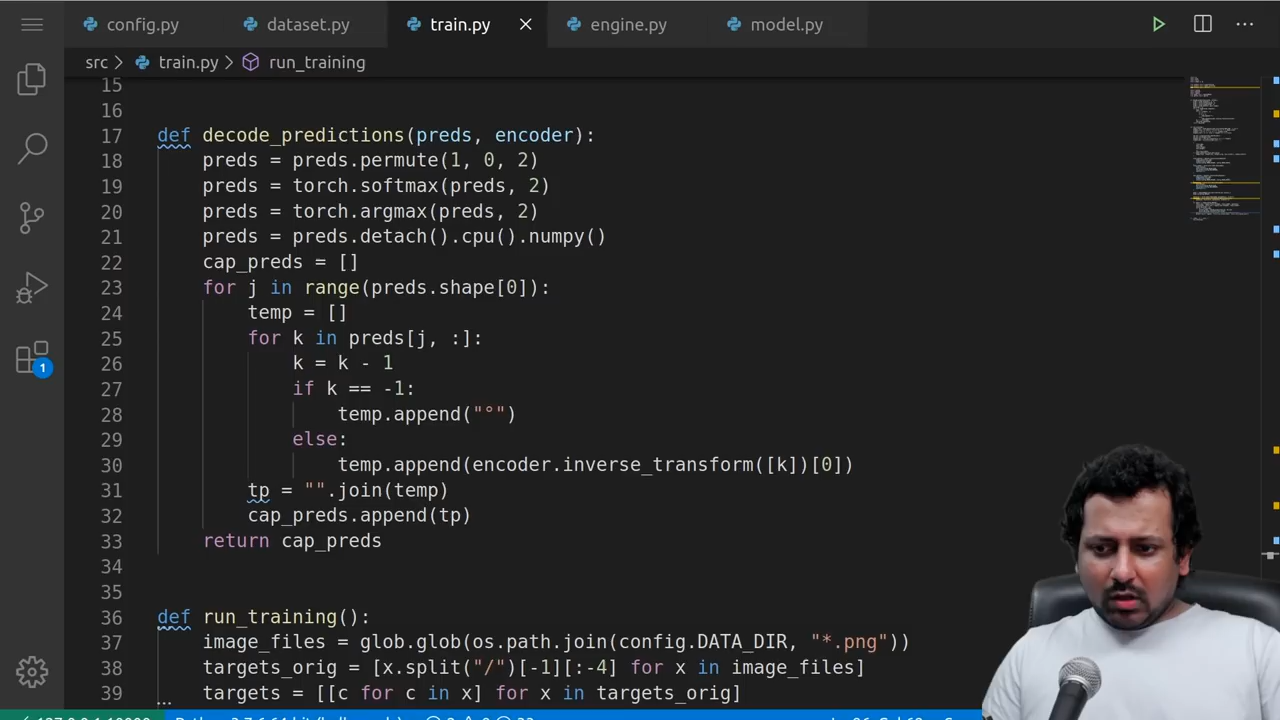 config.py dataset.py train.py engine.py model.py
src train.py run_training
15
16
17 def decode_predictions(preds, encoder):
18 preds = preds.permute(1, 0, 2)
19 preds = torch.softmax(preds, 2)
20 preds = torch.argmax(preds, 2)
21 preds = preds.detach().cpu().numpy()
22 cap_preds = []
23 for j in range(preds.shape[0]):
24 temp = []
25 for k in preds[j, :]:
26 k = k - 1
27 if k == -1:
28 temp.append("°")
29 else:
30 temp.append(encoder.inverse_transform([k])[0])
31 tp = "".join(temp)
32 cap_preds.append(tp)
33 return cap_preds
34
35
36 def run_training():
37 image_files = glob.glob(os.path.join(config.DATA_DIR, "*.png"))
38 targets_orig = [x.split("/")[-1][:-4] for x in image_files]
39 targets = [[c for c in x] for x in targets_orig]
1